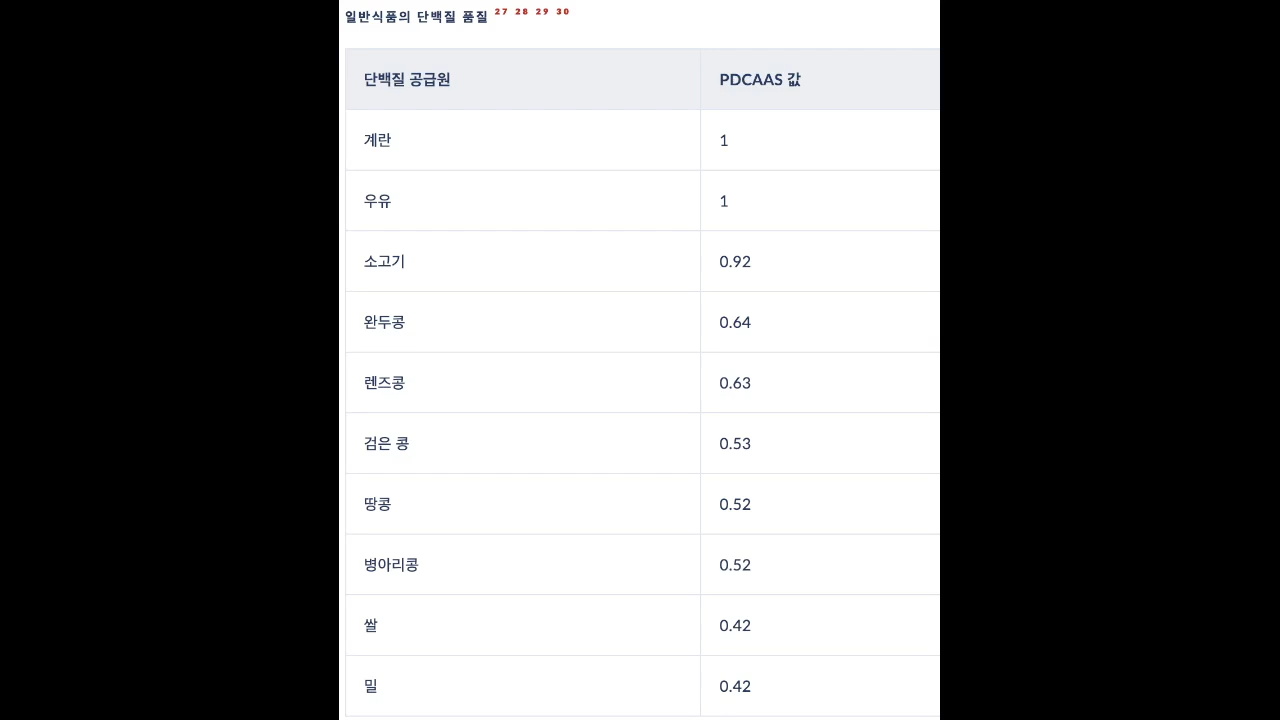 일반식품의 단백질 품질 27 28 29 30
단백질 공급원 PDCAAS 값
계란 1
우유 1
소고기 0.92
완두콩 0.64
렌즈콩 0.63
검은 콩 0.53
땅콩 0.52
병아리콩 0.52
쌀 0.42
밀 0.42